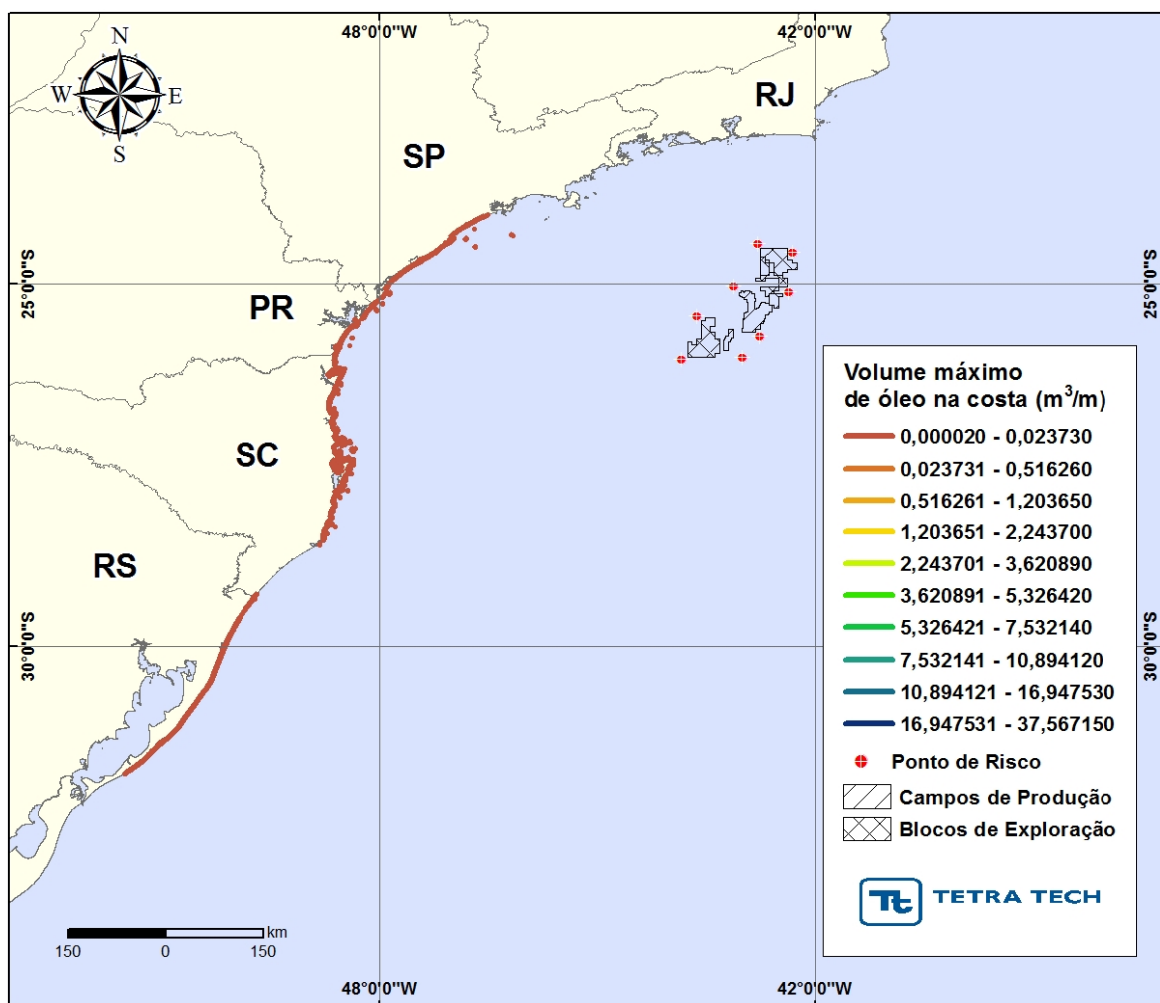 48°0'0"W
42°0'0"W
N
W
E
S
RJ
SP
25°0'0"S
25°0'0"S
PR
SC
RS
30°0'0"S
30°0'0"S
Volume máximo
de óleo na costa (m³/m)
0,000020 - 0,023730
0,023731 - 0,516260
0,516261 - 1,203650
1,203651 - 2,243700
2,243701 - 3,620890
3,620891 - 5,326420
5,326421 - 7,532140
7,532141 - 10,894120
10,894121 - 16,947530
16,947531 - 37,567150
Ponto de Risco
Campos de Produção
Blocos de Exploração
Tt TETRA TECH
km
150 0 150
48°0'0"W
42°0'0"W